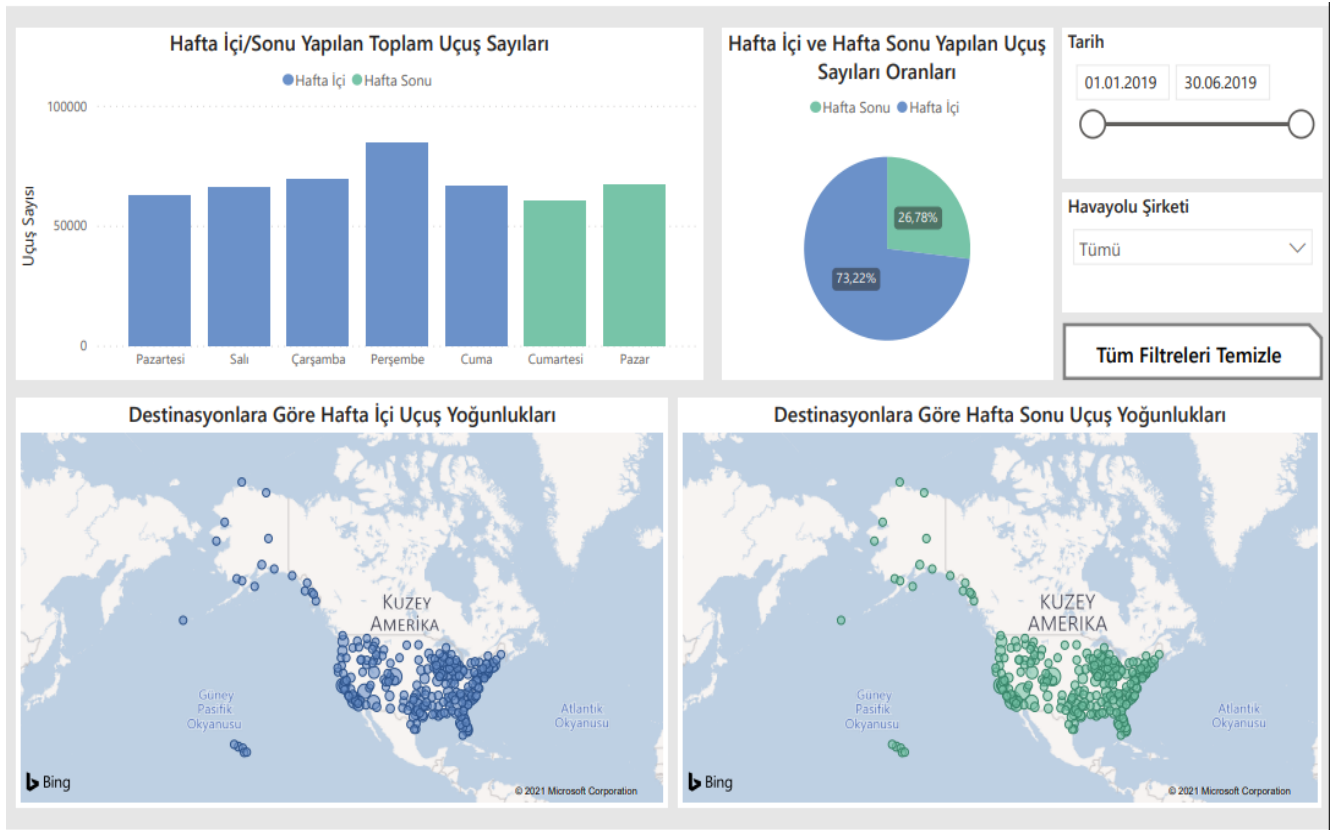 Hafta İçi/Sonu Yapılan Toplam Uçuş Sayıları
Hafta İçi Hafta Sonu
Uçuş Sayısı
100000
50000
0
Pazartesi Salı Çarşamba Perşembe Cuma Cumartesi Pazar
Hafta İçi ve Hafta Sonu Yapılan Uçuş
Sayıları Oranları
Hafta Sonu Hafta İçi
26,78%
73,22%
Tarih
01.01.2019 30.06.2019
Havayolu Şirketi
Tümü
Tüm Filtreleri Temizle
Destinasyonlara Göre Hafta İçi Uçuş Yoğunlukları
KUZEY
AMERİKA
Güney
Pasifik
Okyanusu
Atlantik
Okyanusu
Bing
© 2021 Microsoft Corporation
Destinasyonlara Göre Hafta Sonu Uçuş Yoğunlukları
KUZEY
AMERIKA
Güney
Pasifik
Okyanusu
Atlantik
Okyanusu
Bing
© 2021 Microsoft Corporation